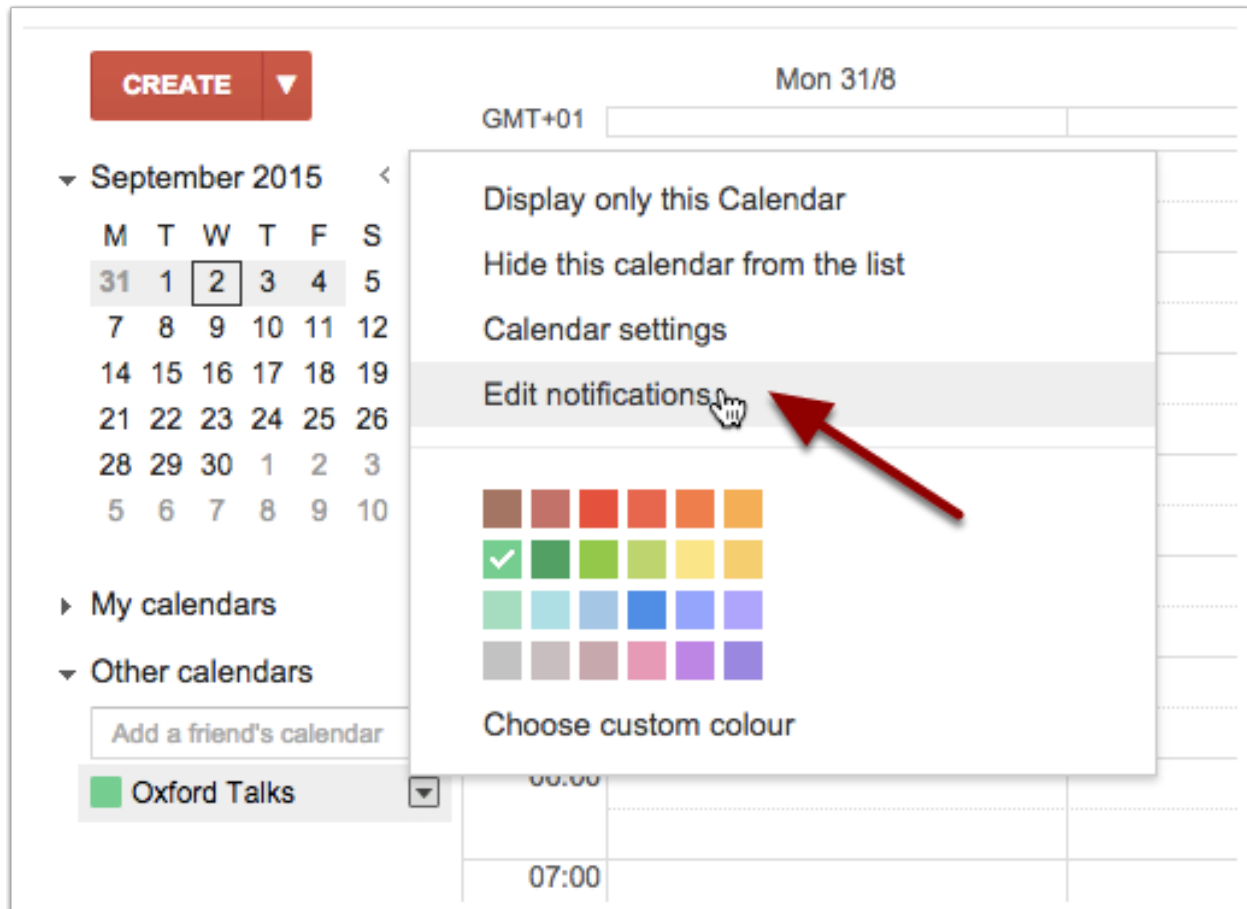 CREATE
Mon 31/8
GMT+01
September 2015
M T W T F S
31 1 2 3 4 5
7 8 9 10 11 12
14 15 16 17 18 19
21 22 23 24 25 26
28 29 30 1 2 3
5 6 7 8 9 10
My calendars
Other calendars
Add a friend's calendar
Oxford Talks
Display only this Calendar
Hide this calendar from the list
Calendar settings
Edit notifications
Choose custom colour
07:00